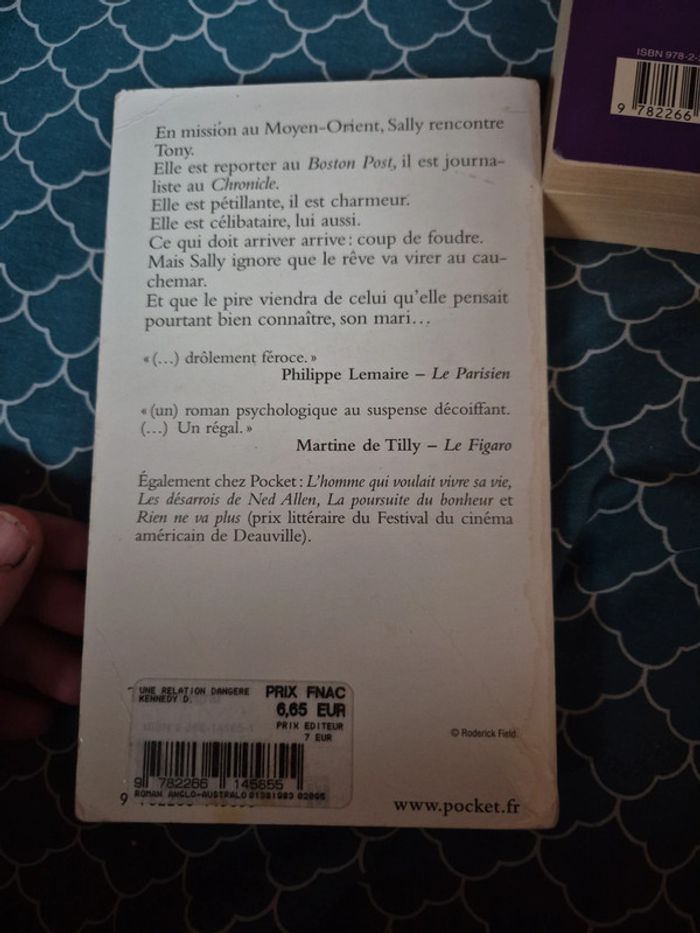 En mission au Moyen-Orient, Sally rencontre
Tony.
Elle est reporter au Boston Post, il est journa-
liste au Chronicle.
Elle est pétillante, il est charmeur.
Elle est célibataire, lui aussi.
Ce qui doit arriver arrive : coup de foudre.
Mais Sally ignore que le rêve va virer au cau-
chemar.
Et que le pire viendra de celui qu'elle pensait
pourtant bien connaître, son mari…
« (…) drôlement féroce. »
Philippe Lemaire – Le Parisien
« (un) roman psychologique au suspense décoiffant.
(…) Un régal. »
Martine de Tilly – Le Figaro
Également chez Pocket : L'homme qui voulait vivre sa vie,
Les désarrois de Ned Allen, La poursuite du bonheur et
Rien ne va plus (prix littéraire du Festival du cinéma
américain de Deauville).
UNE RELATION DANGERE
KENNEDY D.
PRIX FNAC
6,65 EUR
PRIX EDITEUR
7 EUR
9 782266 145855
ROMAN ANGLO-AUSTRALO
© Roderick Field.
www.pocket.fr
ISBN 978-2-
9 782266